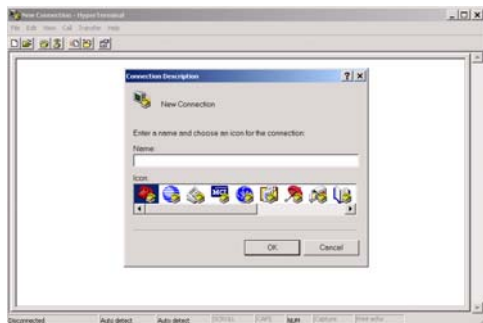 New Connection - HyperTerminal
File Edit View Call Transfer Help
Connection Description
New Connection
Enter a name and choose an icon for the connection:
Name:
Icon:
MCI
OK Cancel
Disconnected Auto detect Auto detect SCROLL CAPS NUM Capture Print echo